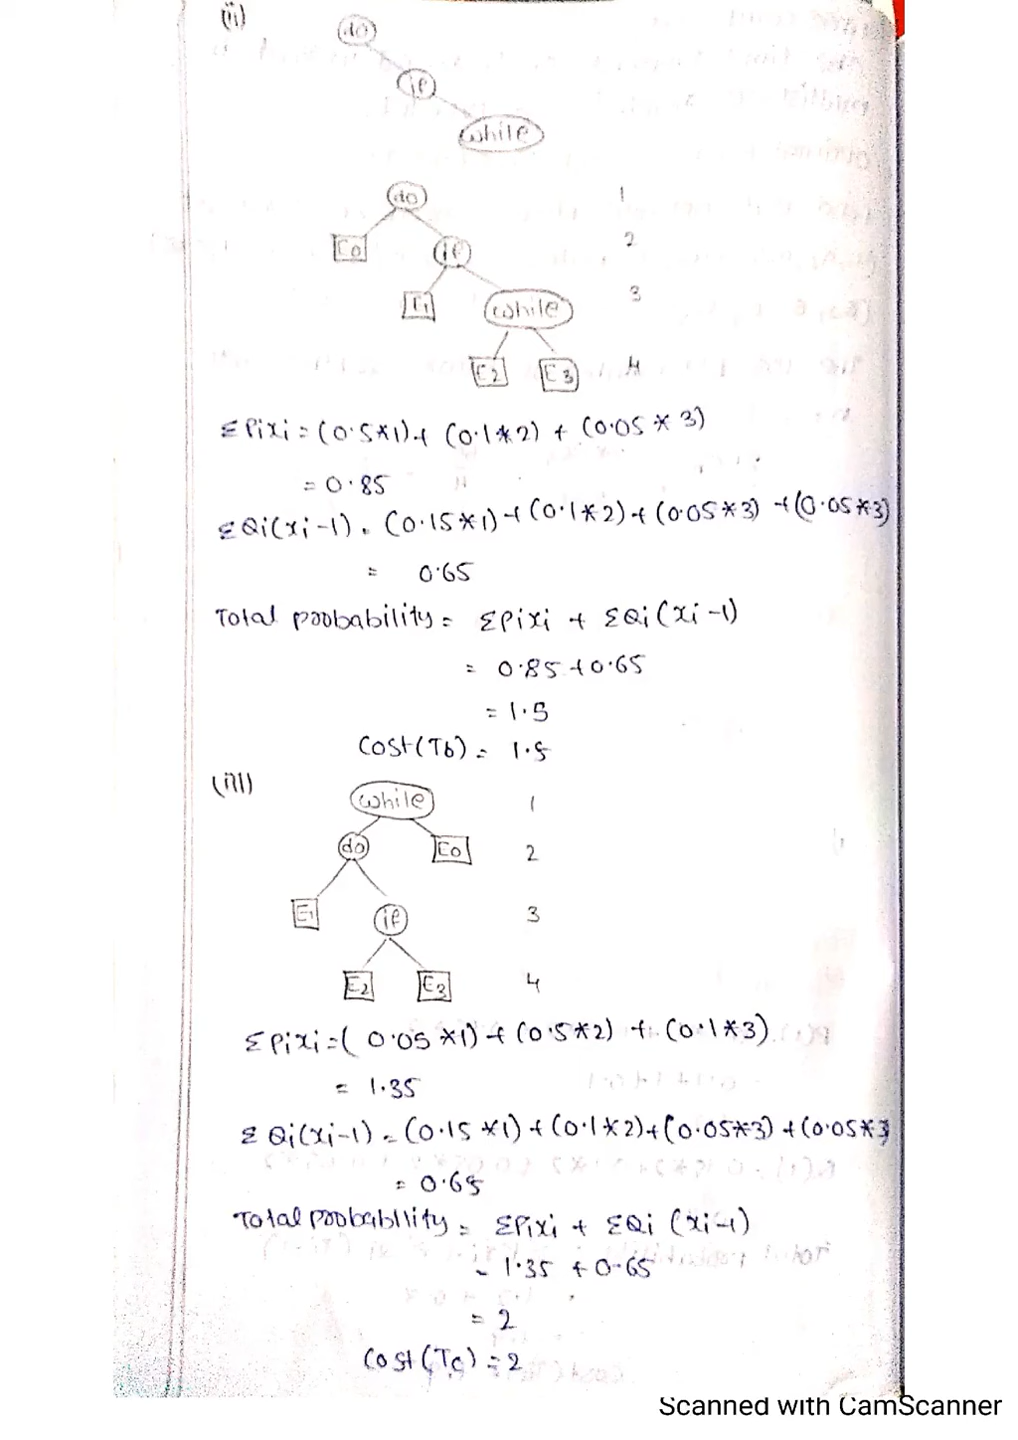 (ii)
do
if
while
do 1
E0 if 2
E1 while 3
E2 E3 4
ΣPixi = (0.5*1)+ (0.1*2) + (0.05 * 3)
= 0.85
ΣQi(xi-1) = (0.15*1)+(0.1*2)+(0.05*3) +(0.05*3)
= 0.65
Total probability = ΣPixi + ΣQi(xi-1)
= 0.85+0.65
= 1.5
Cost(Tb) = 1.5
(iii)
while 1
do E0 2
E1 if 3
E2 E3 4
ΣPixi =( 0.05 *1)+(0.5*2) + (0.1*3)
= 1.35
ΣQi(xi-1) = (0.15 *1)+(0.1*2)+(0.05*3) +(0.05*3
= 0.65
Total probability = ΣPixi + ΣQi (xi-1)
= 1.35 +0.65
= 2
Cost(Tc) = 2
Scanned with CamScanner